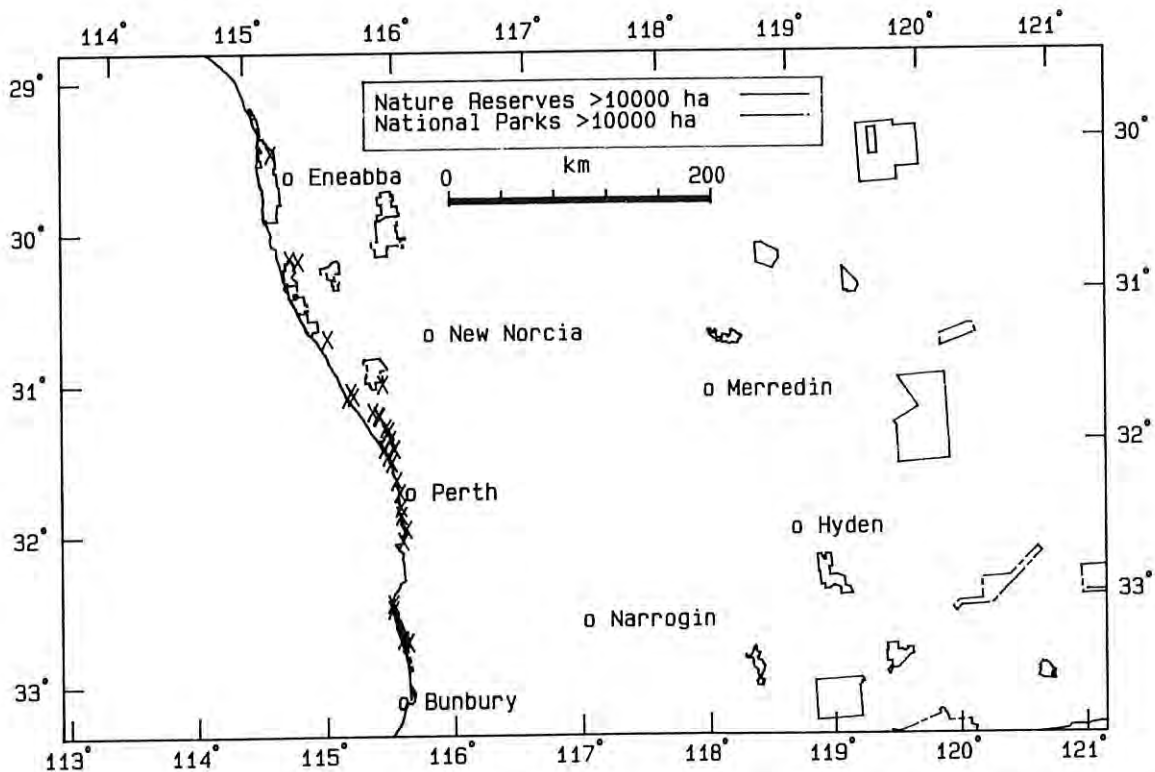 114° 115° 116° 118° 119° 120° 121°
29°
Nature Reserves >10000 ha
National Parks >10000 ha
30°
km
0 200
Eneabba
30°
31°
New Norcia
31°
Merredin
32°
Perth
Hyden
32°
33°
Narrogin
33°
Bunbury
113° 114° 115° 116° 117° 118° 119° 120° 121°